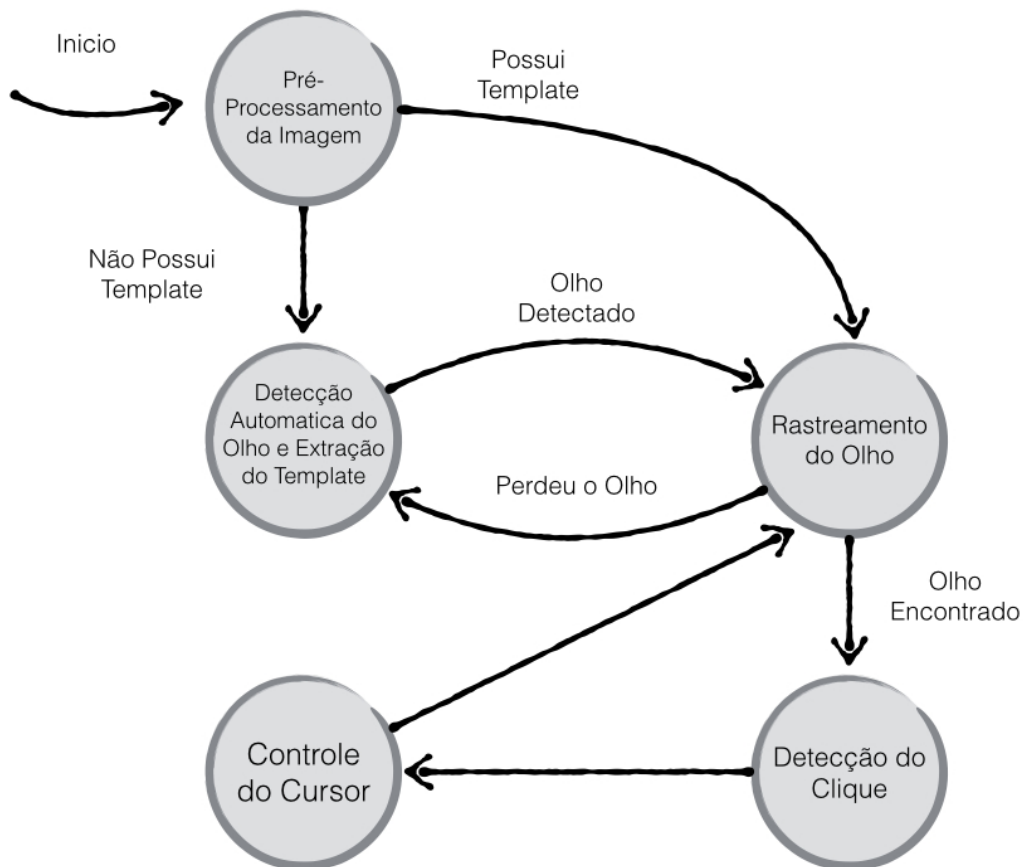 Inicio
Pré-
Processamento
da Imagem
Possui
Template
Não Possui
Template
Olho
Detectado
Detecção
Automatica do
Olho e Extração
do Template
Rastreamento
do Olho
Perdeu o Olho
Olho
Encontrado
Controle
do Cursor
Detecção do
Clique